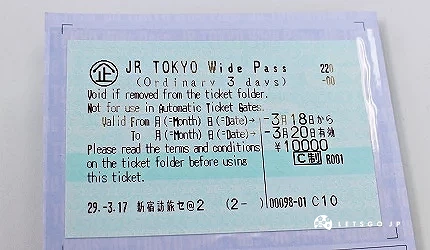 企 JR TOKYO Wide Pass 220
(Ordinary 3 days) -00
Void if removed from the ticket folder.
Not for use in Automatic Ticket Gates.
Valid From 月(=Month) 日(=Date)→ -3月18日から
To 月(=Month) 日(=Date)→ -3月20日有効
Please read the terms and conditions ¥10000
on the ticket folder before using C制 R001
this ticket.
29.-3.17 新宿訪旅セ@2 (2- ) 00098-01 C10
LETSGO JP